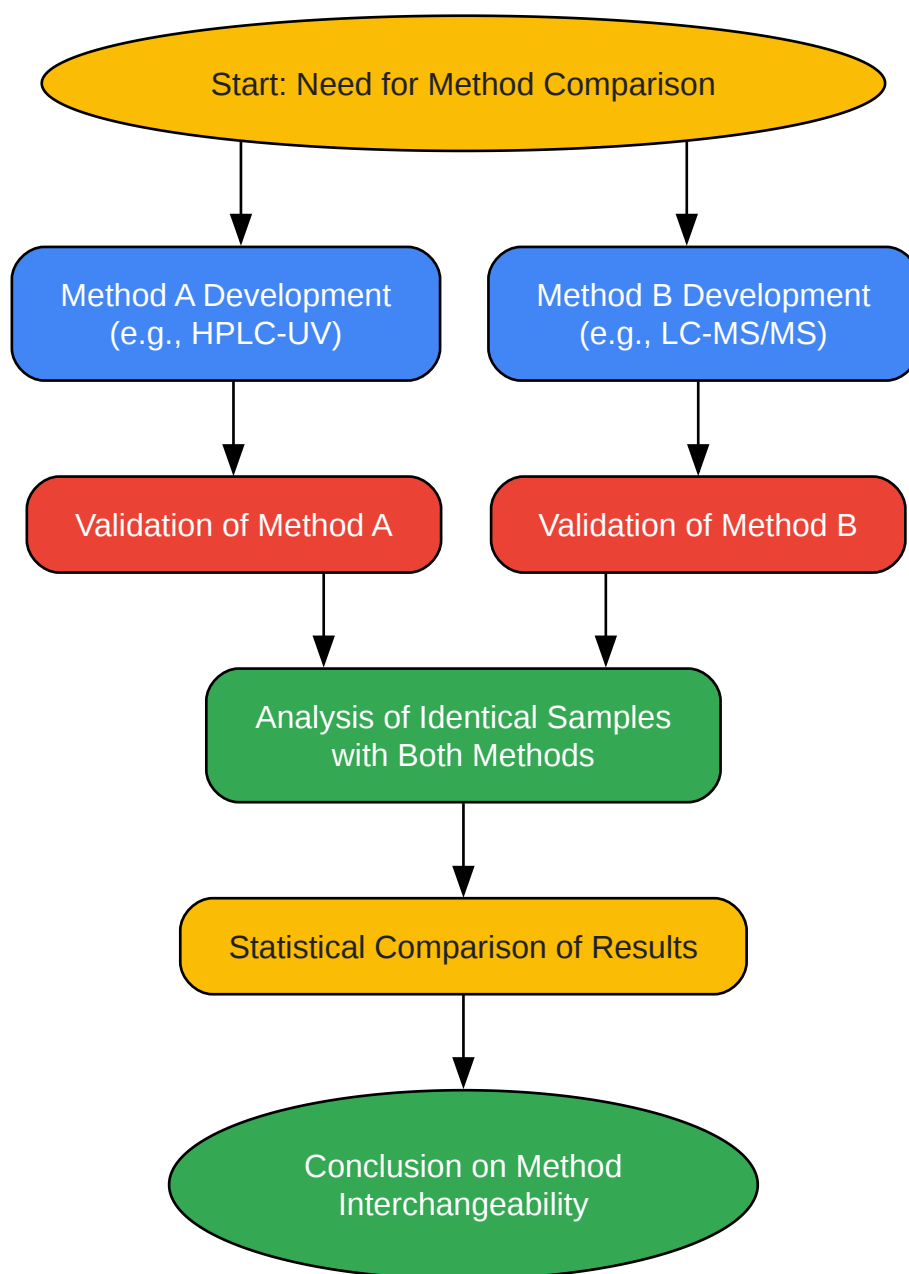 Start: Need for Method Comparison
Method A Development
(e.g., HPLC-UV)
Method B Development
(e.g., LC-MS/MS)
Validation of Method A
Validation of Method B
Analysis of Identical Samples
with Both Methods
Statistical Comparison of Results
Conclusion on Method
Interchangeability